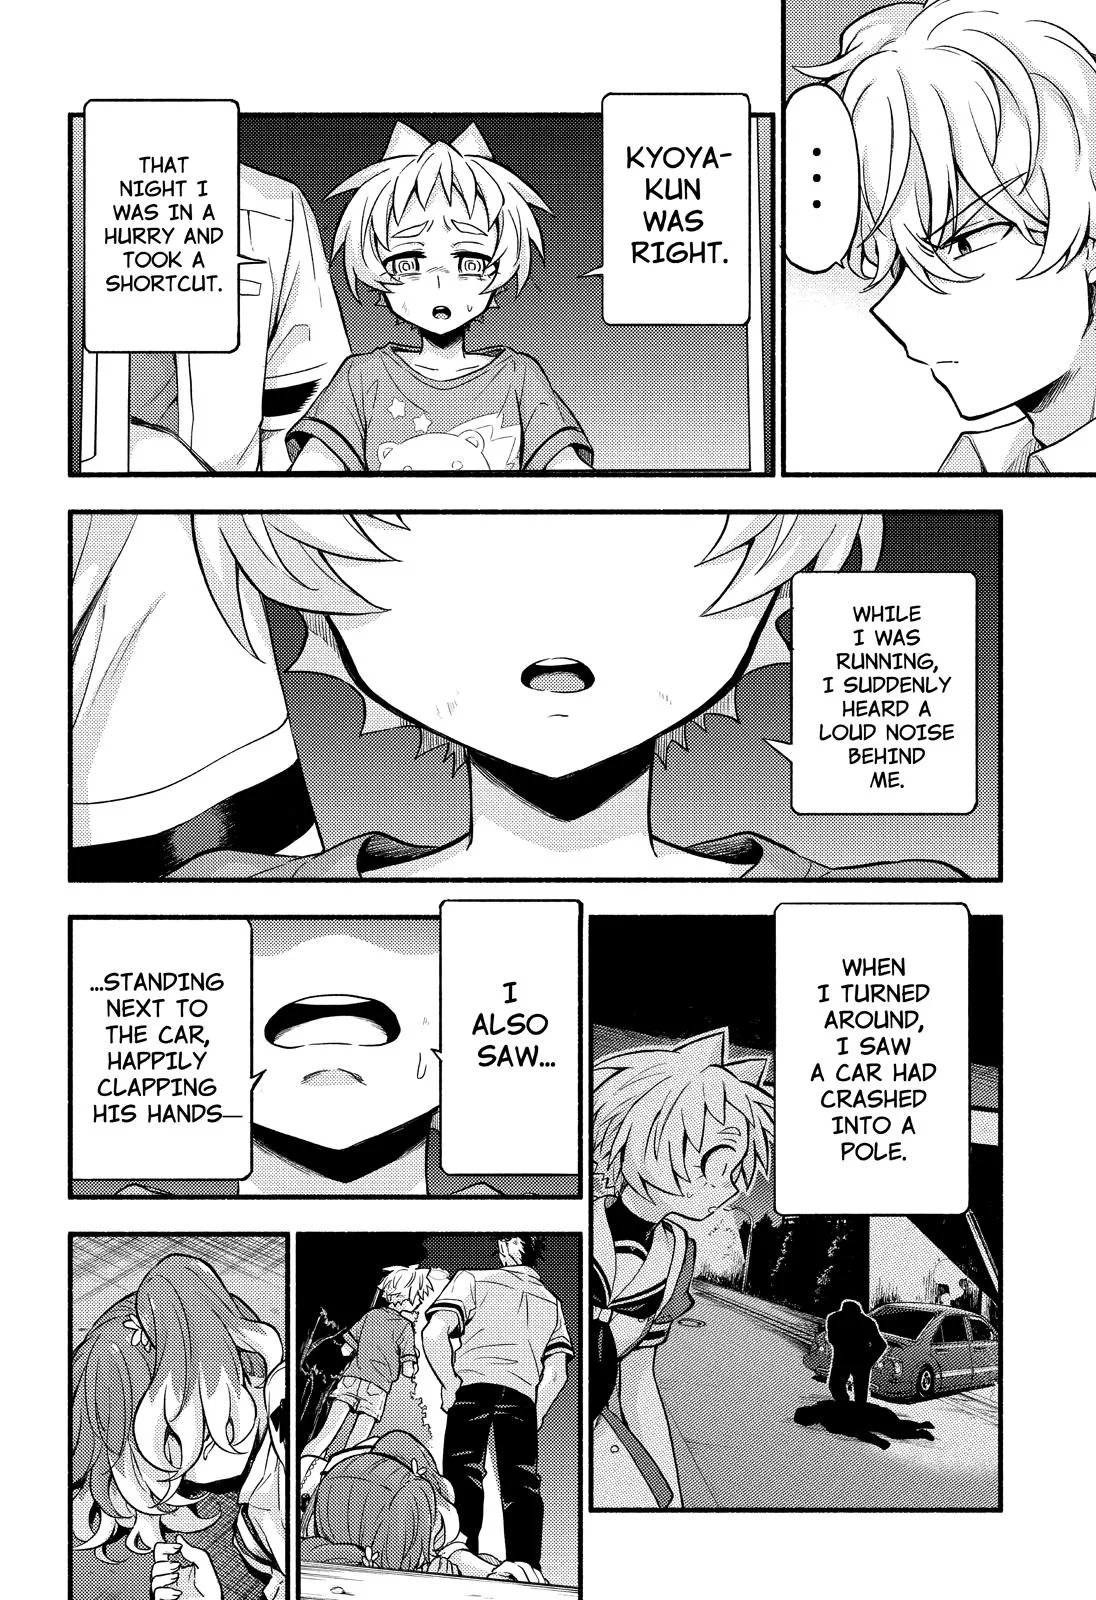 ...
KYOYA-
KUN
WAS
RIGHT.
THAT
NIGHT I
WAS IN A
HURRY AND
TOOK A
SHORTCUT.
WHILE
I WAS
RUNNING,
I SUDDENLY
HEARD A
LOUD NOISE
BEHIND
ME.
WHEN
I TURNED
AROUND,
I SAW
A CAR HAD
CRASHED
INTO A
POLE.
I
ALSO
SAW...
...STANDING
NEXT TO
THE CAR,
HAPPILY
CLAPPING
HIS HANDS—